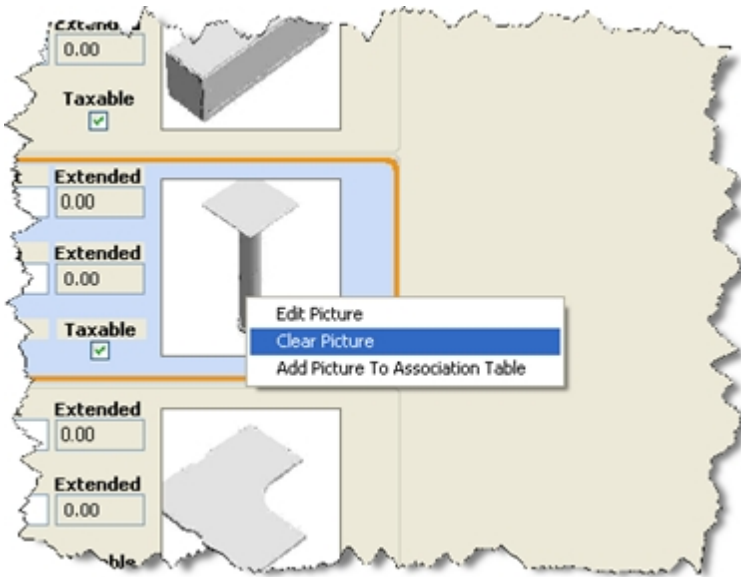 0.00
Taxable
Extended
0.00
Extended
0.00
Edit Picture
Taxable
Clear Picture
Add Picture To Association Table
Extended
0.00
Extended
0.00